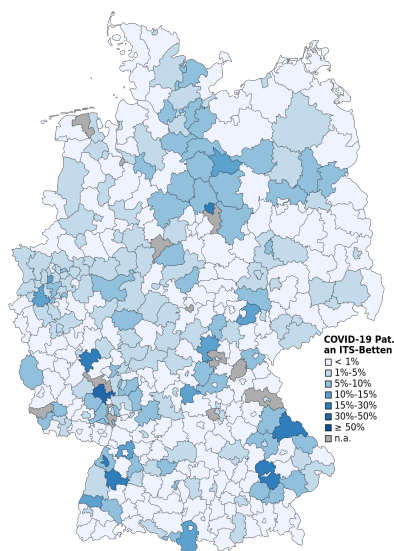 COVID-19 Pat.
an ITS-Betten
< 1%
1%-5%
5%-10%
10%-15%
15%-30%
30%-50%
≥ 50%
n.a.